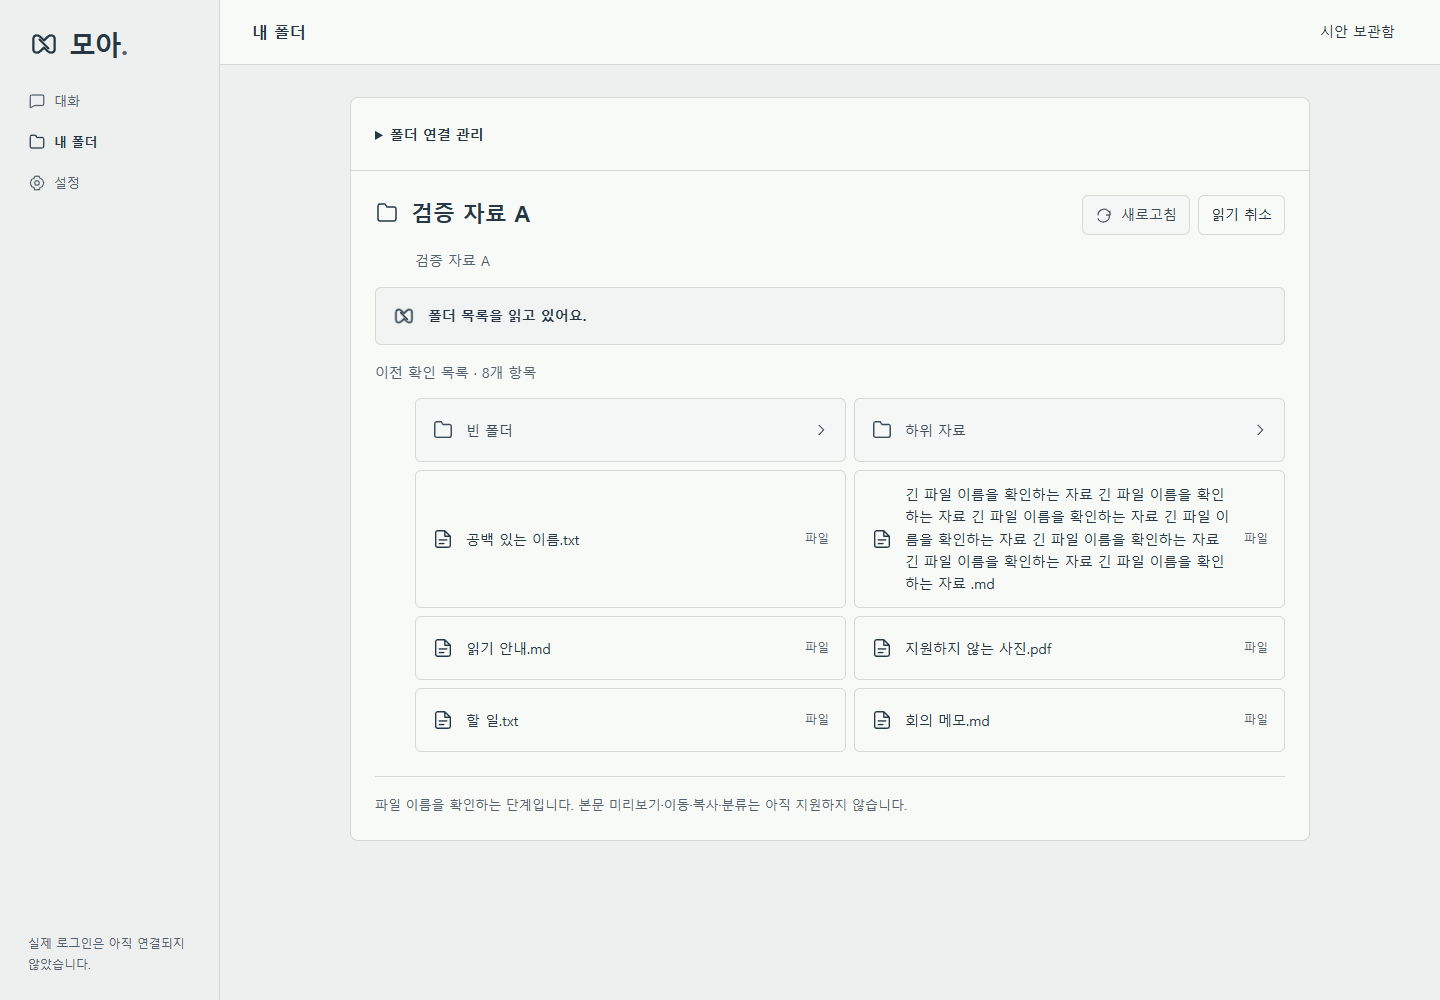 모아.
대화
내 폴더
설정
실제 로그인은 아직 연결되지
않았습니다.
내 폴더
시안 보관함
▶ 폴더 연결 관리
검증 자료 A
새로고침
읽기 취소
검증 자료 A
폴더 목록을 읽고 있어요.
이전 확인 목록 · 8개 항목
빈 폴더
하위 자료
공백 있는 이름.txt
파일
긴 파일 이름을 확인하는 자료 긴 파일 이름을 확인
하는 자료 긴 파일 이름을 확인하는 자료 긴 파일 이
름을 확인하는 자료 긴 파일 이름을 확인하는 자료
긴 파일 이름을 확인하는 자료 긴 파일 이름을 확인
하는 자료 .md
파일
읽기 안내.md
파일
지원하지 않는 사진.pdf
파일
할 일.txt
파일
회의 메모.md
파일
파일 이름을 확인하는 단계입니다. 본문 미리보기·이동·복사·분류는 아직 지원하지 않습니다.